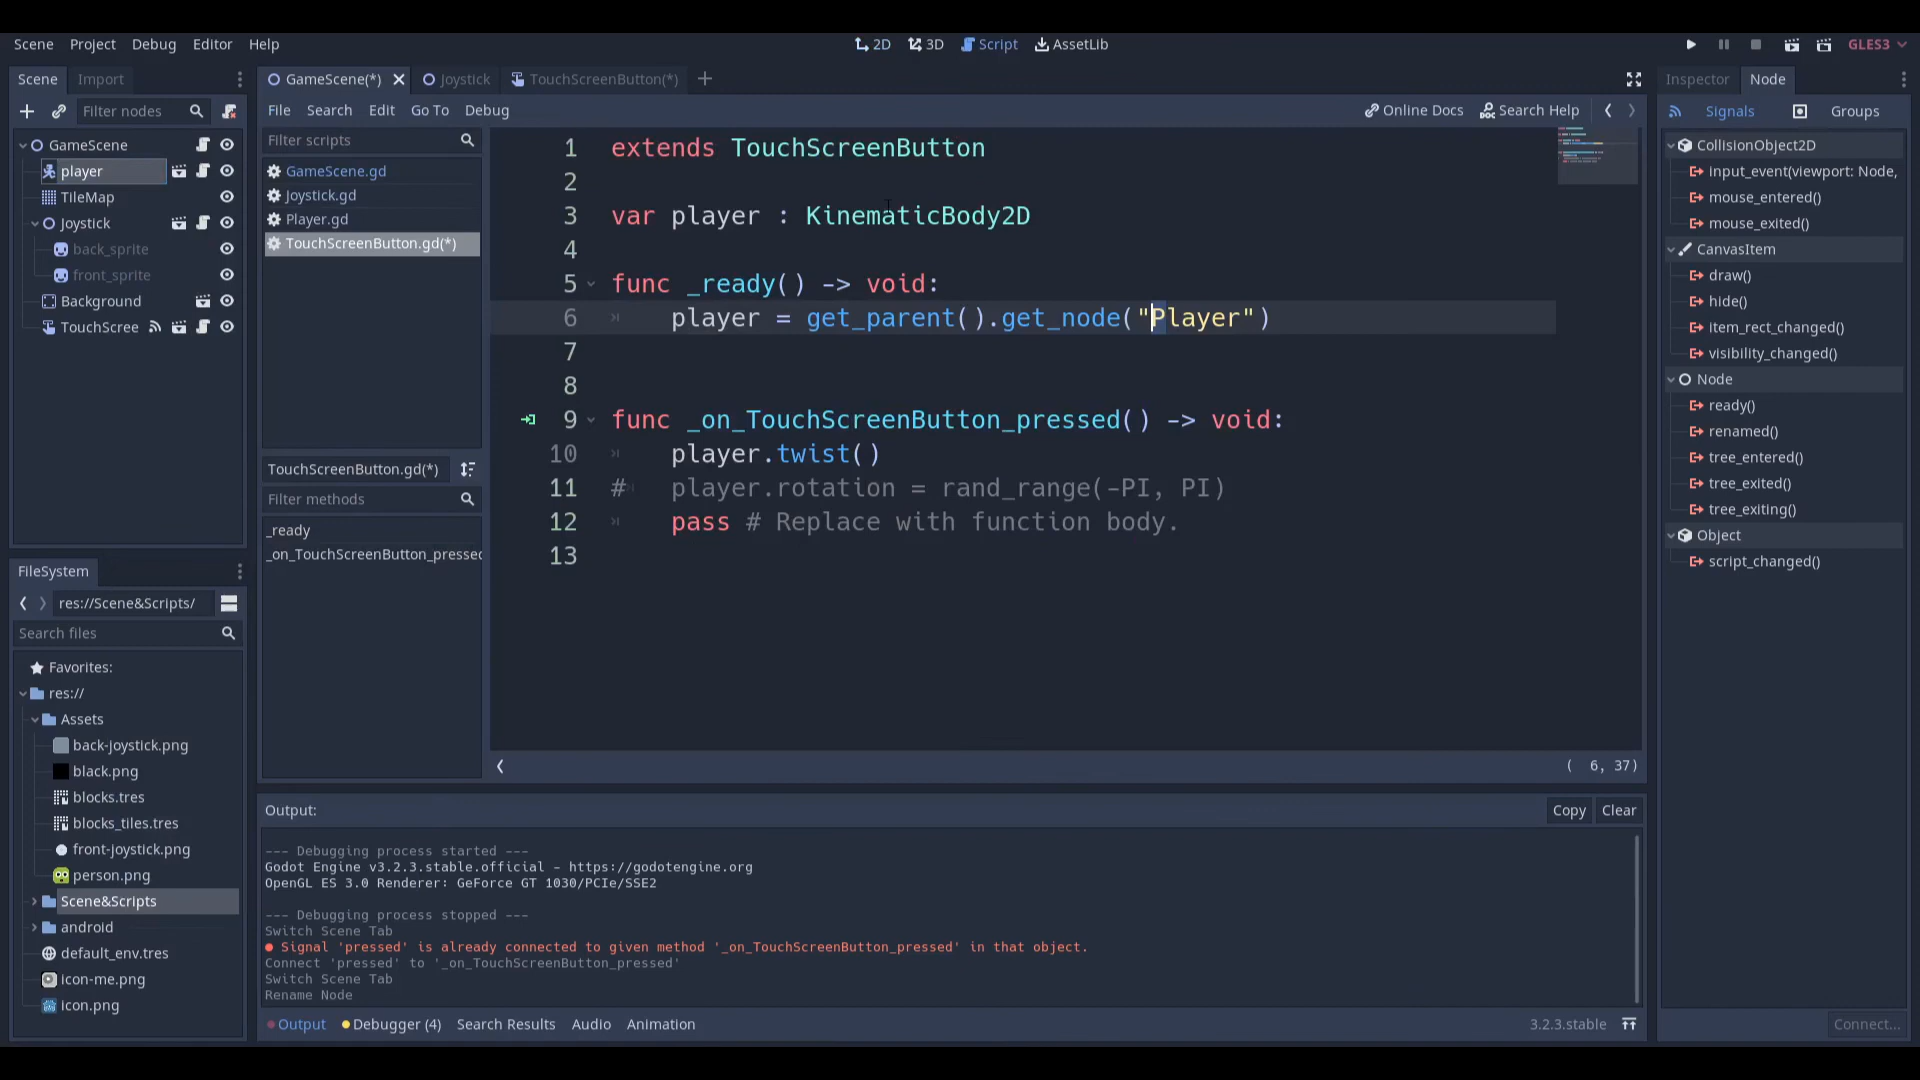 Scene Project Debug Editor Help
2D 3D Script AssetLib
GLES3
Scene Import
Filter nodes
GameScene
player
TileMap
Joystick
back_sprite
front_sprite
Background
TouchScree
FileSystem
res://Scene&Scripts/
Search files
Favorites:
res://
Assets
back-joystick.png
black.png
blocks.tres
blocks_tiles.tres
front-joystick.png
person.png
Scene&Scripts
android
default_env.tres
icon-me.png
icon.png
GameScene(*) Joystick TouchScreenButton(*)
File Search Edit Go To Debug
Online Docs Search Help
Filter scripts
GameScene.gd
Joystick.gd
Player.gd
TouchScreenButton.gd(*)
TouchScreenButton.gd(*)
Filter methods
_ready
_on_TouchScreenButton_pressed
1 extends TouchScreenButton
2
3 var player : KinematicBody2D
4
5 func _ready() -> void:
6 player = get_parent().get_node("Player")
7
8
9 func _on_TouchScreenButton_pressed() -> void:
10 player.twist()
11 # player.rotation = rand_range(-PI, PI)
12 pass # Replace with function body.
13
( 6, 37)
Output:
Copy Clear
--- Debugging process started ---
Godot Engine v3.2.3.stable.official - https://godotengine.org
OpenGL ES 3.0 Renderer: GeForce GT 1030/PCIe/SSE2
--- Debugging process stopped ---
Switch Scene Tab
Signal 'pressed' is already connected to given method '_on_TouchScreenButton_pressed' in that object.
Connect 'pressed' to '_on_TouchScreenButton_pressed'
Switch Scene Tab
Rename Node
Output Debugger (4) Search Results Audio Animation
3.2.3.stable
Inspector Node
Signals Groups
CollisionObject2D
input_event(viewport: Node,
mouse_entered()
mouse_exited()
CanvasItem
draw()
hide()
item_rect_changed()
visibility_changed()
Node
ready()
renamed()
tree_entered()
tree_exited()
tree_exiting()
Object
script_changed()
Connect...